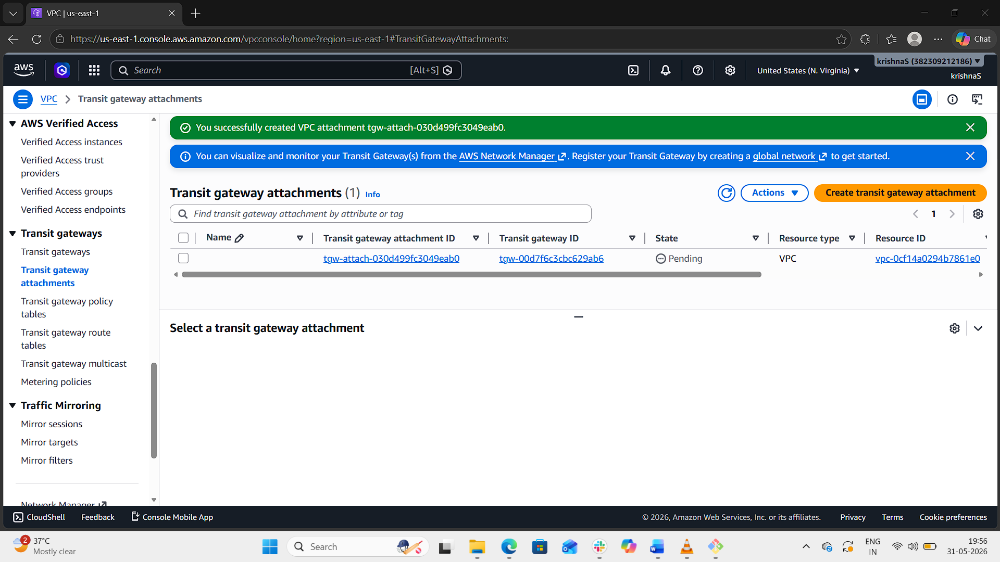 VPC | us-east-1
https://us-east-1.console.aws.amazon.com/vpcconsole/home?region=us-east-1#TransitGatewayAttachments:
Chat
aws
Search
[Alt+S]
United States (N. Virginia)
krishnaS (382309212186)
krishnaS
VPC
Transit gateway attachments
AWS Verified Access
Verified Access instances
Verified Access trust
providers
Verified Access groups
Verified Access endpoints
Transit gateways
Transit gateways
Transit gateway
attachments
Transit gateway policy
tables
Transit gateway route
tables
Transit gateway multicast
Metering policies
Traffic Mirroring
Mirror sessions
Mirror targets
Mirror filters
Network Manager
You successfully created VPC attachment tgw-attach-030d499fc3049eab0.
You can visualize and monitor your Transit Gateway(s) from the AWS Network Manager . Register your Transit Gateway by creating a global network to get started.
Transit gateway attachments (1) Info
Actions
Create transit gateway attachment
Find transit gateway attachment by attribute or tag
1
Name Transit gateway attachment ID Transit gateway ID State Resource type Resource ID
tgw-attach-030d499fc3049eab0 tgw-00d7f6c3cbc629ab6 Pending VPC vpc-0cf14a0294b7861e0
Select a transit gateway attachment
CloudShell Feedback Console Mobile App
© 2026, Amazon Web Services, Inc. or its affiliates. Privacy Terms Cookie preferences
2
37°C
Mostly clear
Search
ENG
IN
19:56
31-05-2026